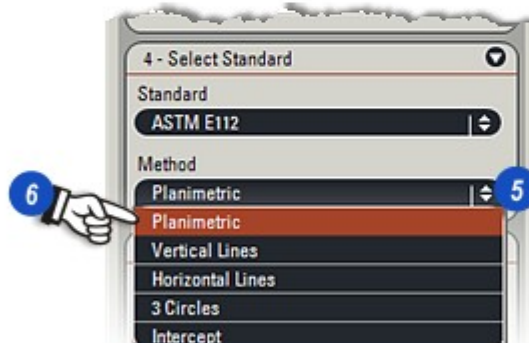 4 - Select Standard
Standard
ASTM E112
Method
6
Planimetric
5
Planimetric
Vertical Lines
Horizontal Lines
3 Circles
Intercept